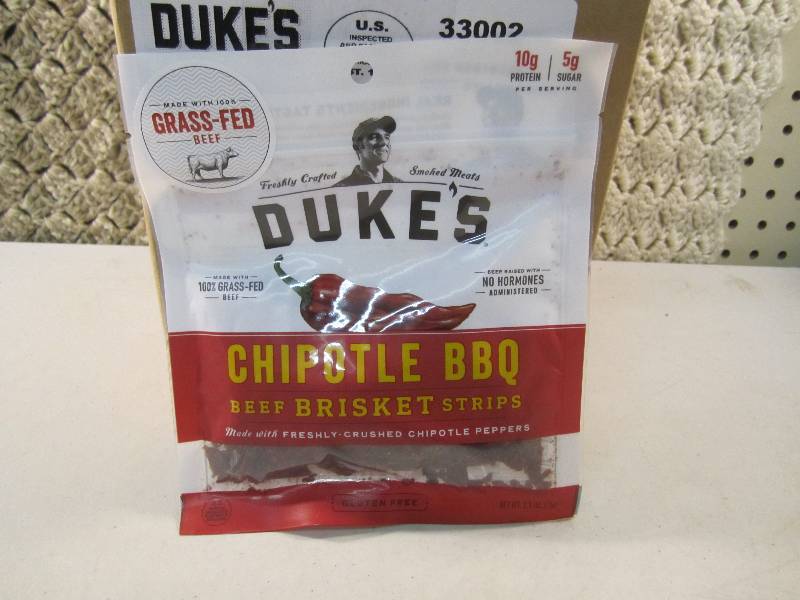 DUKE'S
U.S.
INSPECTED
33002
10g PROTEIN
5g SUGAR
PER SERVING
MADE WITH 100%
GRASS-FED
BEEF
Freshly Crafted
Smoked Meats
DUKE'S
MADE WITH
100% GRASS-FED
BEEF
BEEF RAISED WITH
NO HORMONES
ADMINISTERED
CHIPOTLE BBQ
BEEF BRISKET STRIPS
Made with FRESHLY-CRUSHED CHIPOTLE PEPPERS
GLUTEN FREE